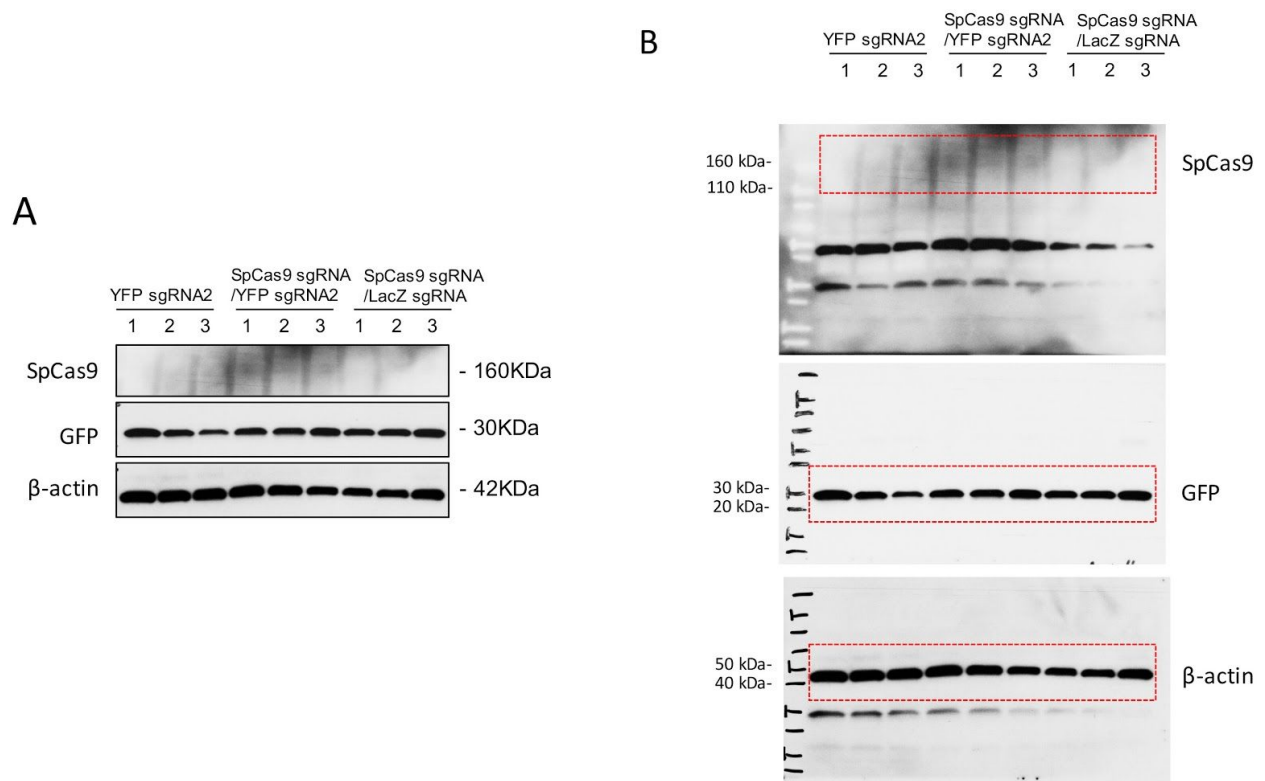 A
YFP sgRNA2
SpCas9 sgRNA
/YFP sgRNA2
SpCas9 sgRNA
/LacZ sgRNA
1 2 3 1 2 3 1 2 3
SpCas9
- 160KDa
GFP
- 30KDa
β-actin
- 42KDa
B
YFP sgRNA2
SpCas9 sgRNA
/YFP sgRNA2
SpCas9 sgRNA
/LacZ sgRNA
1 2 3 1 2 3 1 2 3
160 kDa-
110 kDa-
SpCas9
30 kDa-
20 kDa-
GFP
50 kDa-
40 kDa-
β-actin